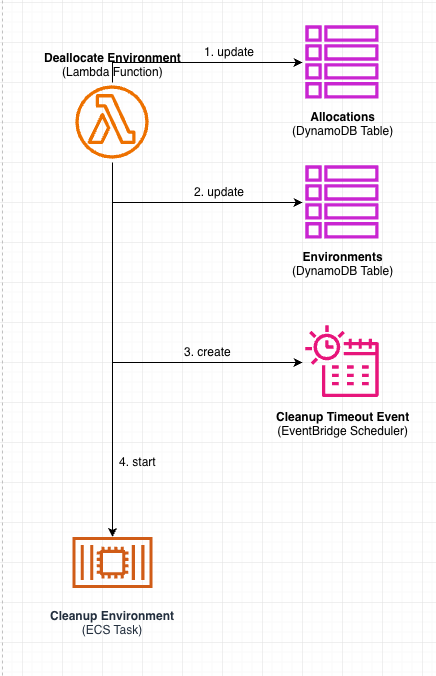 1. update
Deallocate Environment
(Lambda Function)
Allocations
(DynamoDB Table)
2. update
Environments
(DynamoDB Table)
3. create
Cleanup Timeout Event
(EventBridge Scheduler)
4. start
Cleanup Environment
(ECS Task)